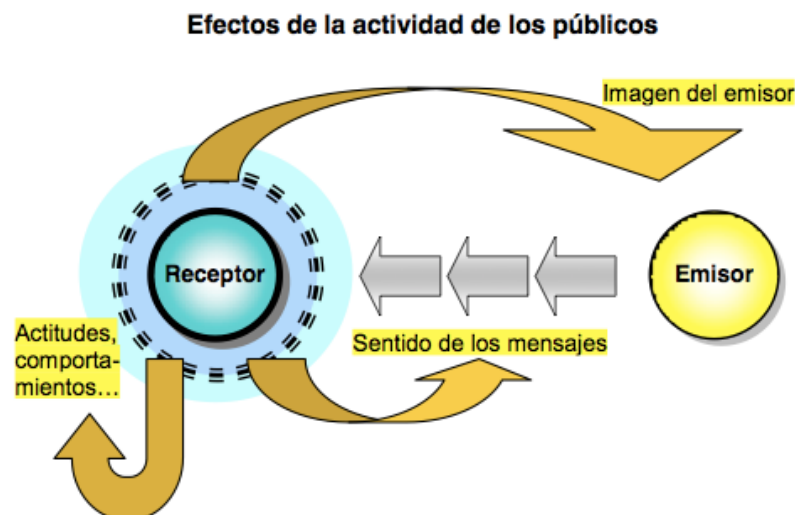 Efectos de la actividad de los públicos
Imagen del emisor
Receptor
Emisor
Sentido de los mensajes
Actitudes,
comporta-
mientos...